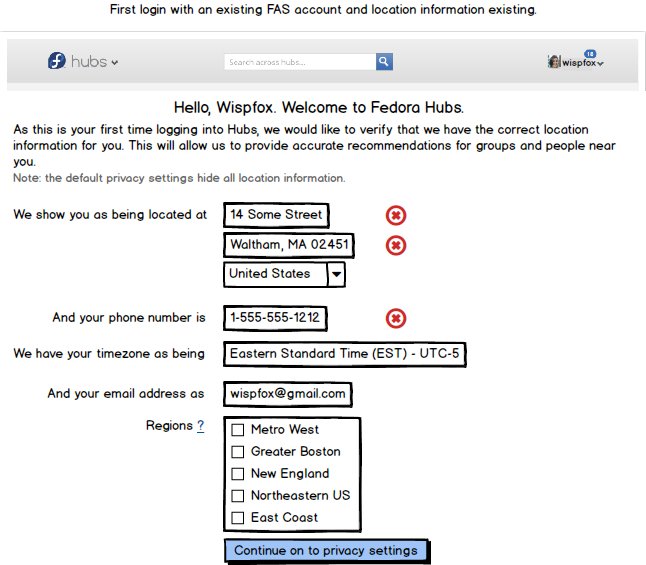 First login with an existing FAS account and location information existing.
hubs
Search across hubs...
18
wispfox
Hello, Wispfox. Welcome to Fedora Hubs.
As this is your first time logging into Hubs, we would like to verify that we have the correct location
information for you. This will allow us to provide accurate recommendations for groups and people near
you.
Note: the default privacy settings hide all location information.
We show you as being located at 14 Some Street
Waltham, MA 02451
United States
And your phone number is 1-555-555-1212
We have your timezone as being Eastern Standard Time (EST) - UTC-5
And your email address as wispfox@gmail.com
Regions ?
Metro West
Greater Boston
New England
Northeastern US
East Coast
Continue on to privacy settings